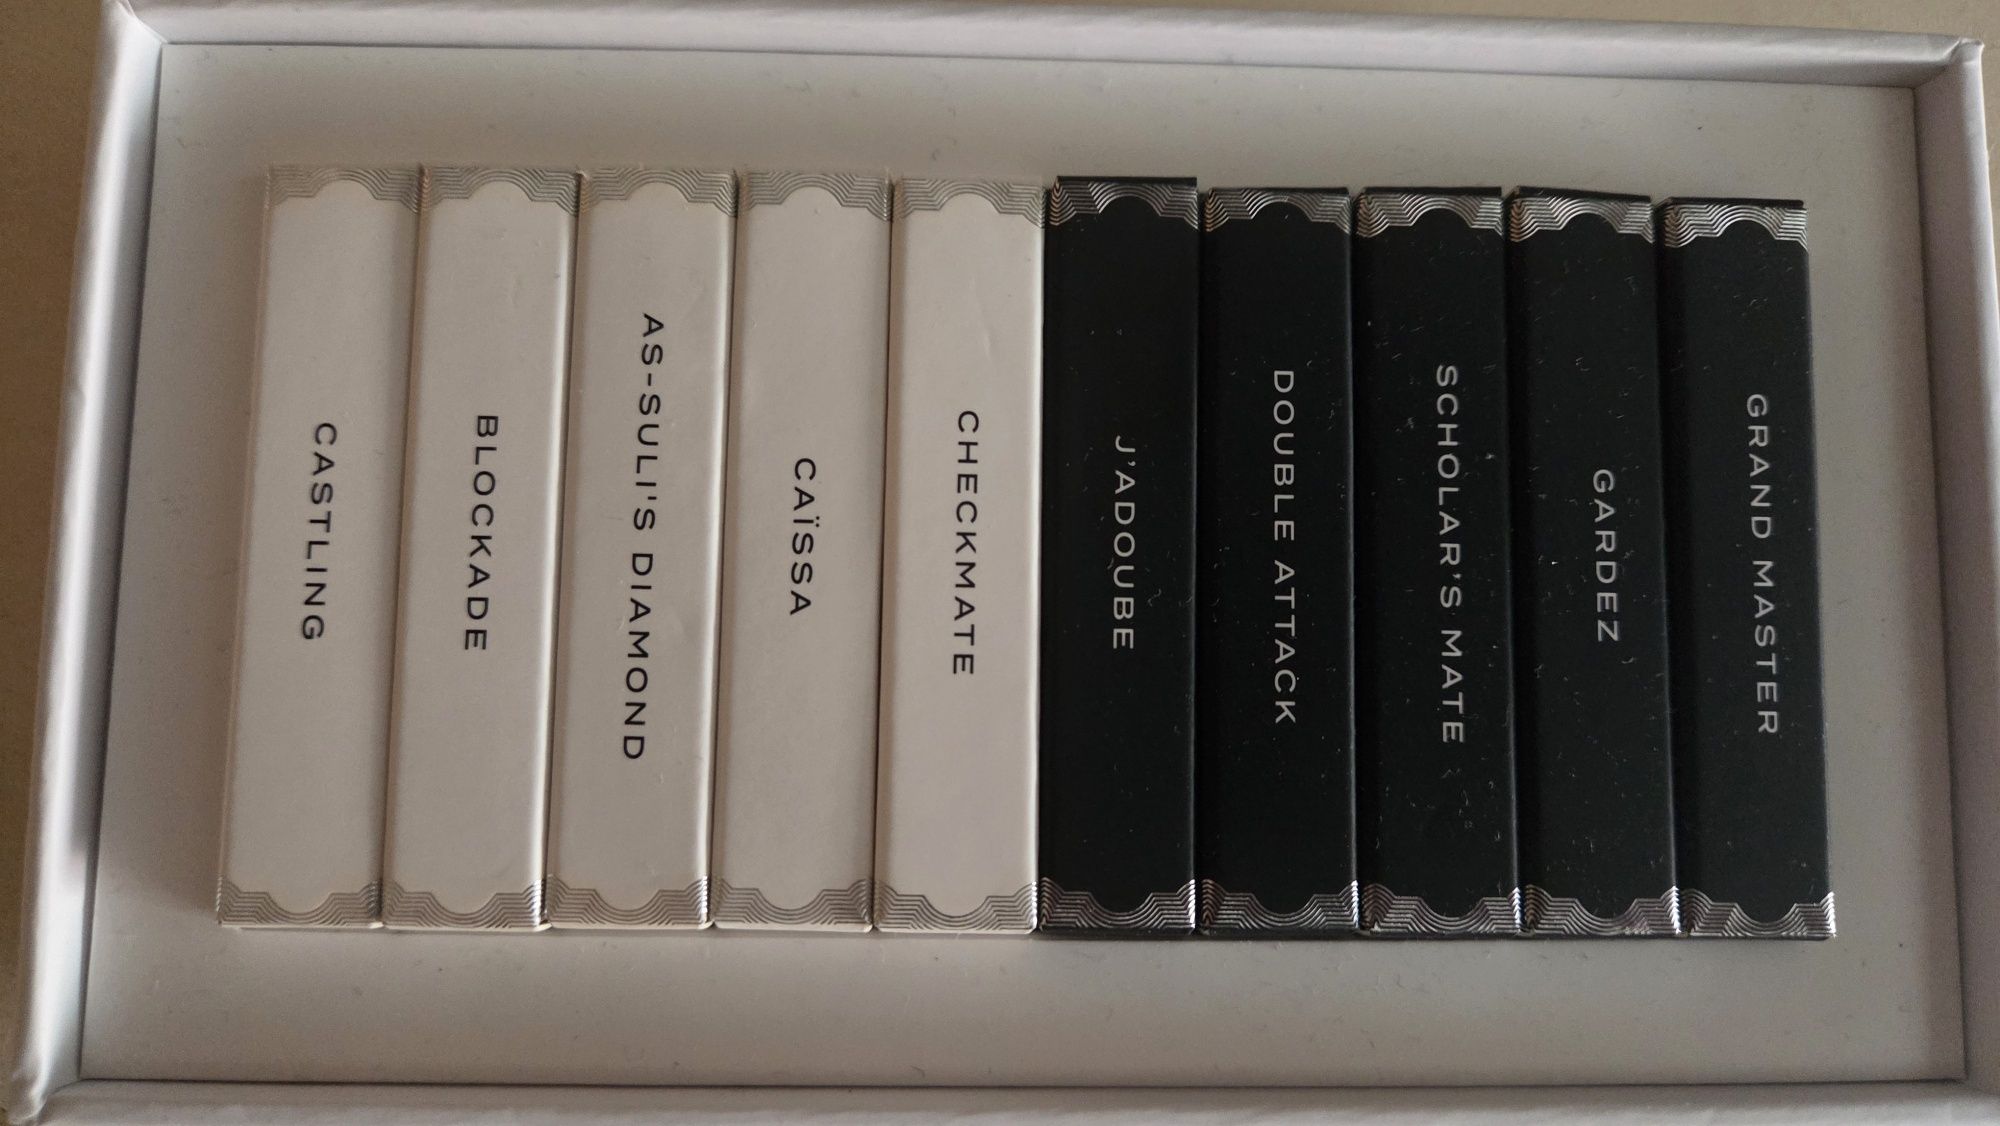 CASTLING
BLOCKADE
AS-SULI'S DIAMOND
CAÏSSA
CHECKMATE
J'ADOUBE
DOUBLE ATTACK
SCHOLAR'S MATE
GARDEZ
GRAND MASTER